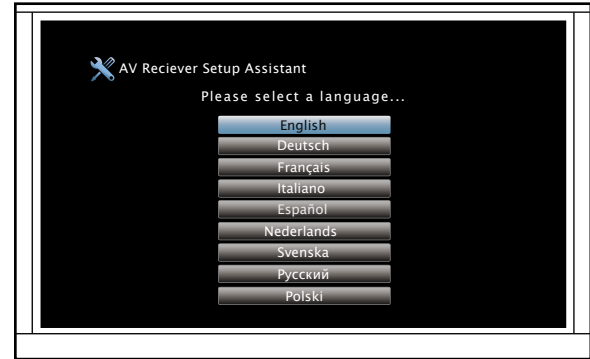 AV Reciever Setup Assistant
Please select a language...
English
Deutsch
Français
Italiano
Español
Nederlands
Svenska
Русский
Polski